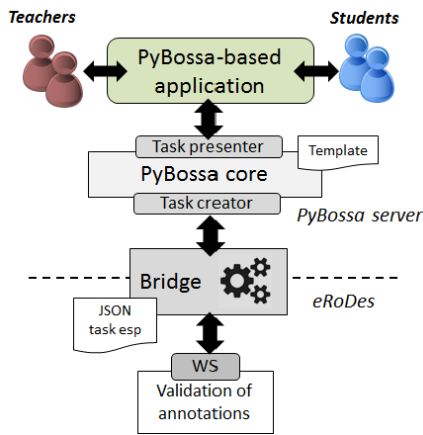 Teachers
Students
PyBossa-based
application
Task presenter
Template
PyBossa core
Task creator
PyBossa server
Bridge
eRoDes
JSON
task esp
WS
Validation of
annotations